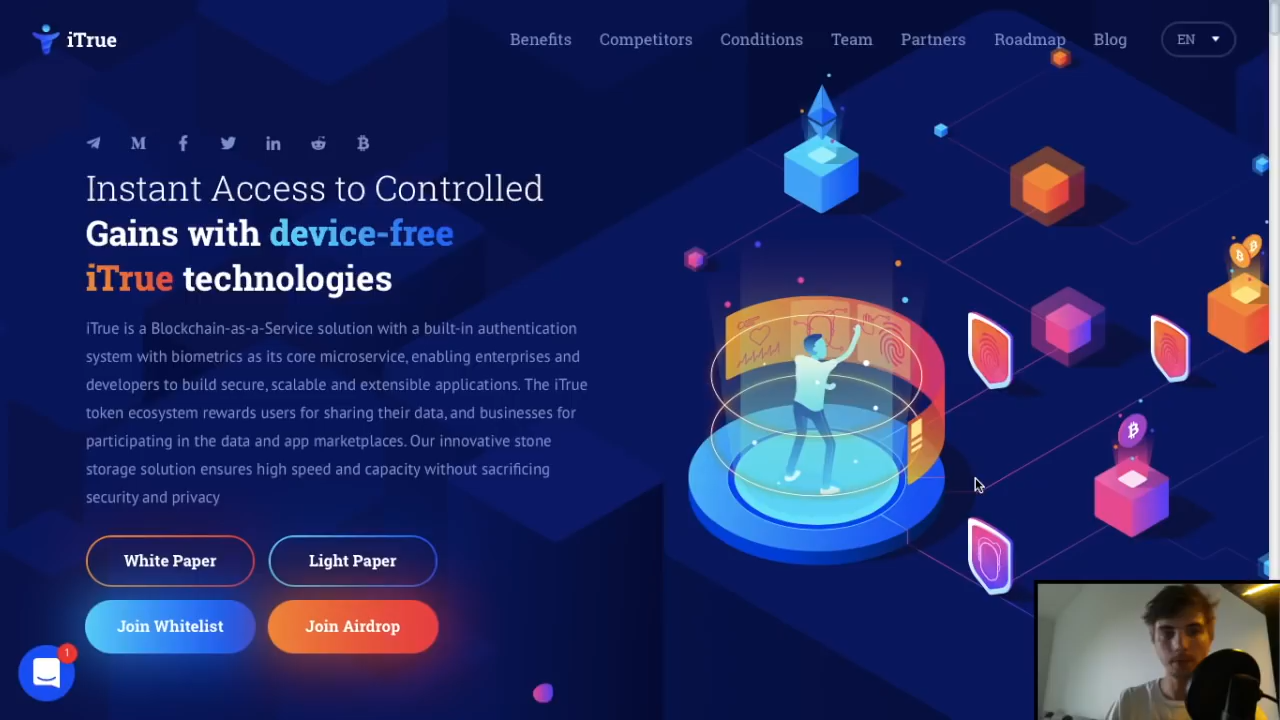 iTrue
Benefits Competitors Conditions Team Partners Roadmap Blog EN
Instant Access to Controlled
Gains with device-free
iTrue technologies
iTrue is a Blockchain-as-a-Service solution with a built-in authentication
system with biometrics as its core microservice, enabling enterprises and
developers to build secure, scalable and extensible applications. The iTrue
token ecosystem rewards users for sharing their data, and businesses for
participating in the data and app marketplaces. Our innovative stone
storage solution ensures high speed and capacity without sacrificing
security and privacy
White Paper Light Paper
Join Whitelist Join Airdrop
1